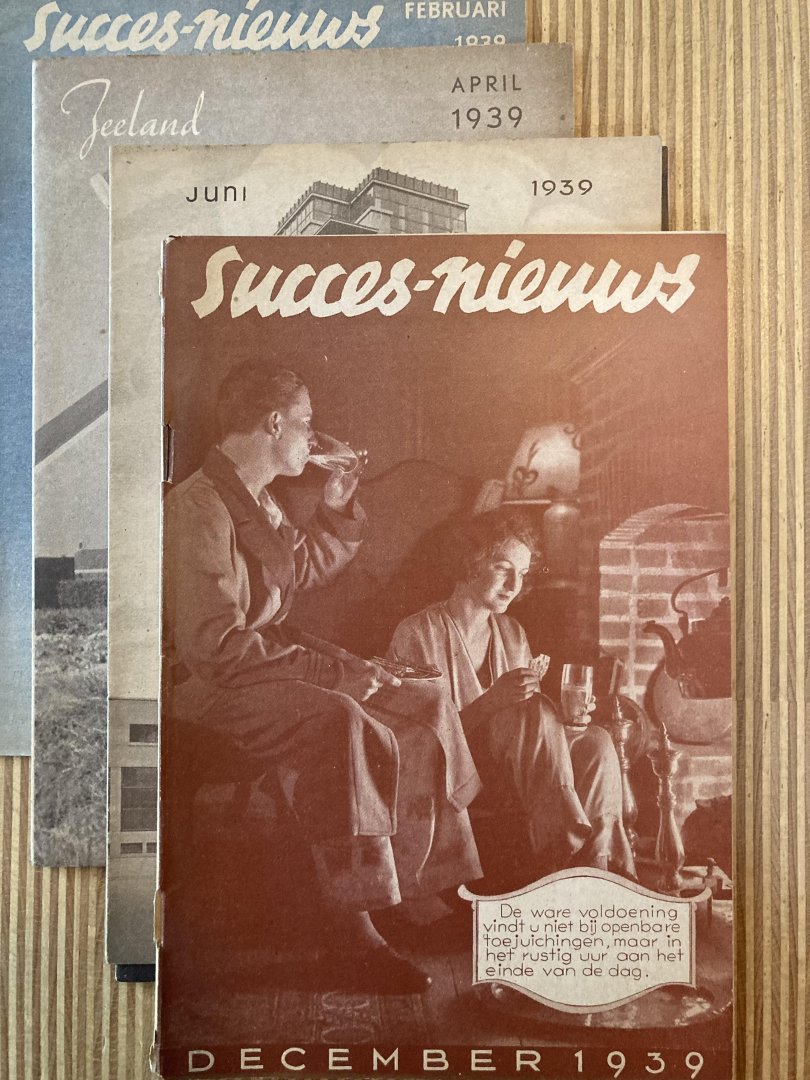 Succes-nieuws
FEBRUARI
1939
Zeeland
APRIL
1939
JUNI 1939
Succes-nieuws
De ware voldoening
vindt u niet bij openbare
toejuichingen, maar in
het rustig uur aan het
einde van de dag.
DECEMBER 1939